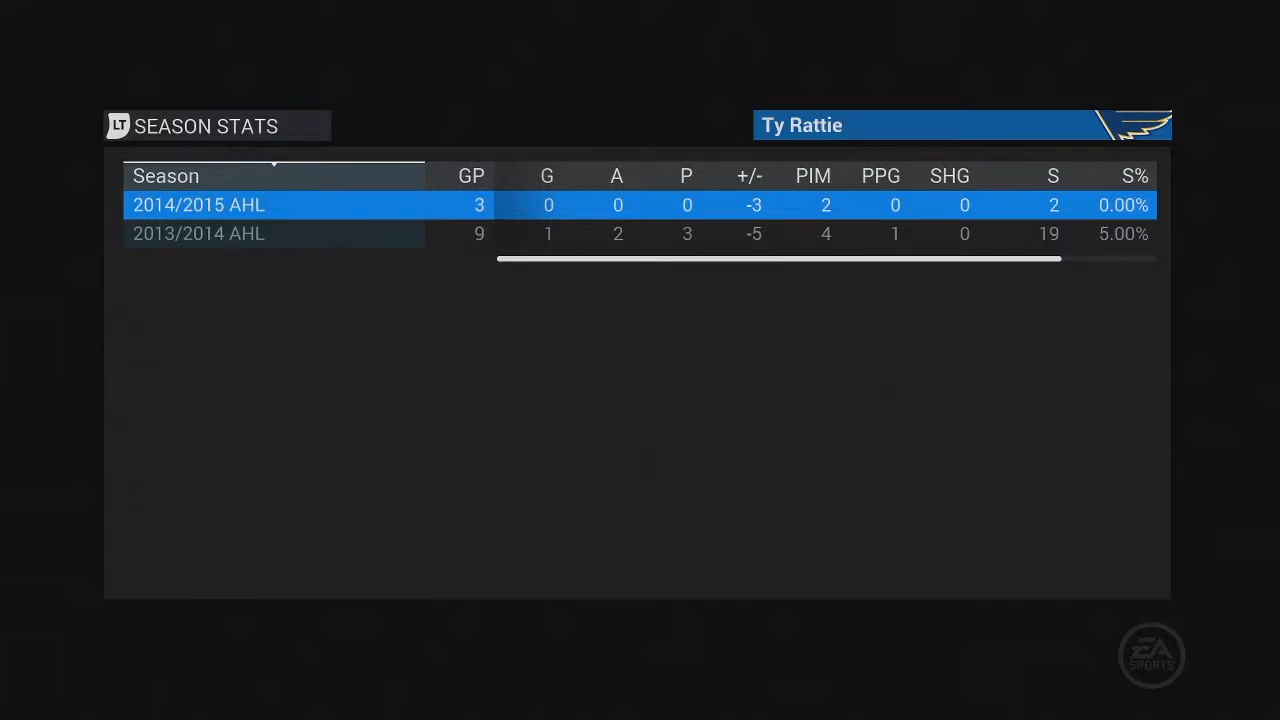 LT SEASON STATS
Ty Rattie
Season GP G A P +/- PIM PPG SHG S S%
2014/2015 AHL 3 0 0 0 -3 2 0 0 2 0.00%
2013/2014 AHL 9 1 2 3 -5 4 1 0 19 5.00%
EA
SPORTS